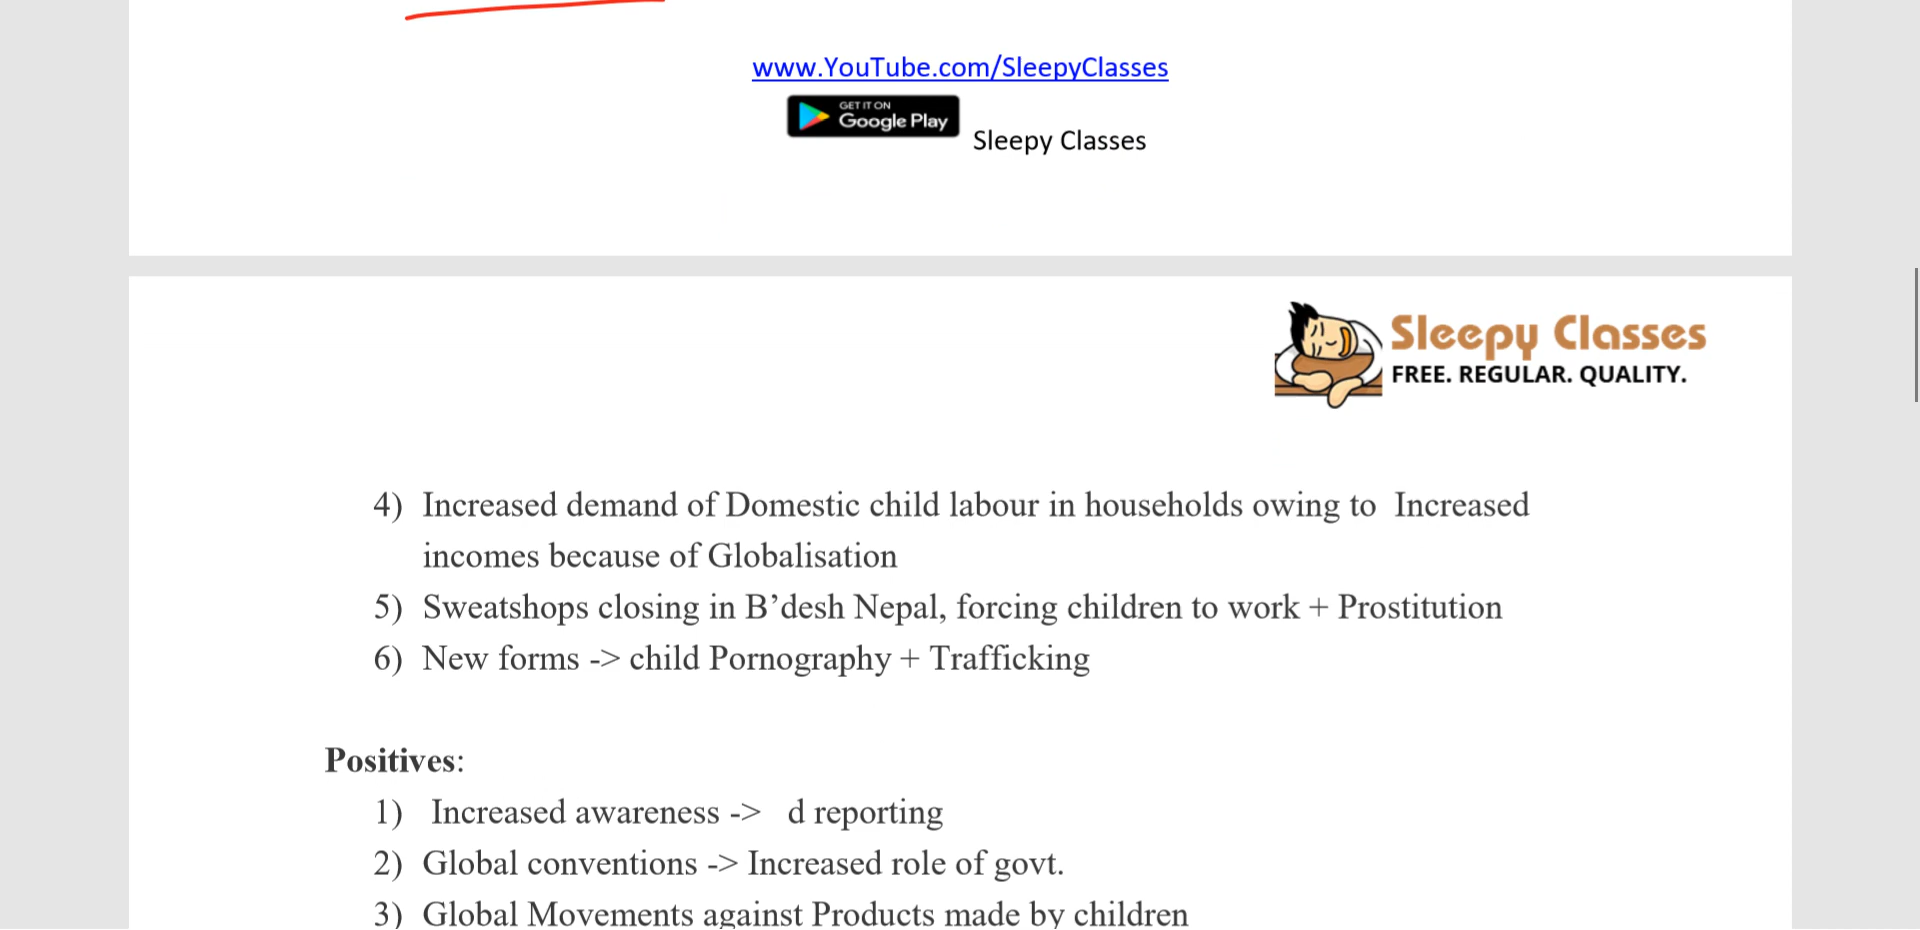 www.YouTube.com/SleepyClasses
GET IT ON
Google Play
Sleepy Classes
Sleepy Classes
FREE. REGULAR. QUALITY.
4) Increased demand of Domestic child labour in households owing to Increased
incomes because of Globalisation
5) Sweatshops closing in B’desh Nepal, forcing children to work + Prostitution
6) New forms -> child Pornography + Trafficking
Positives:
1) Increased awareness -> d reporting
2) Global conventions -> Increased role of govt.
3) Global Movements against Products made by children